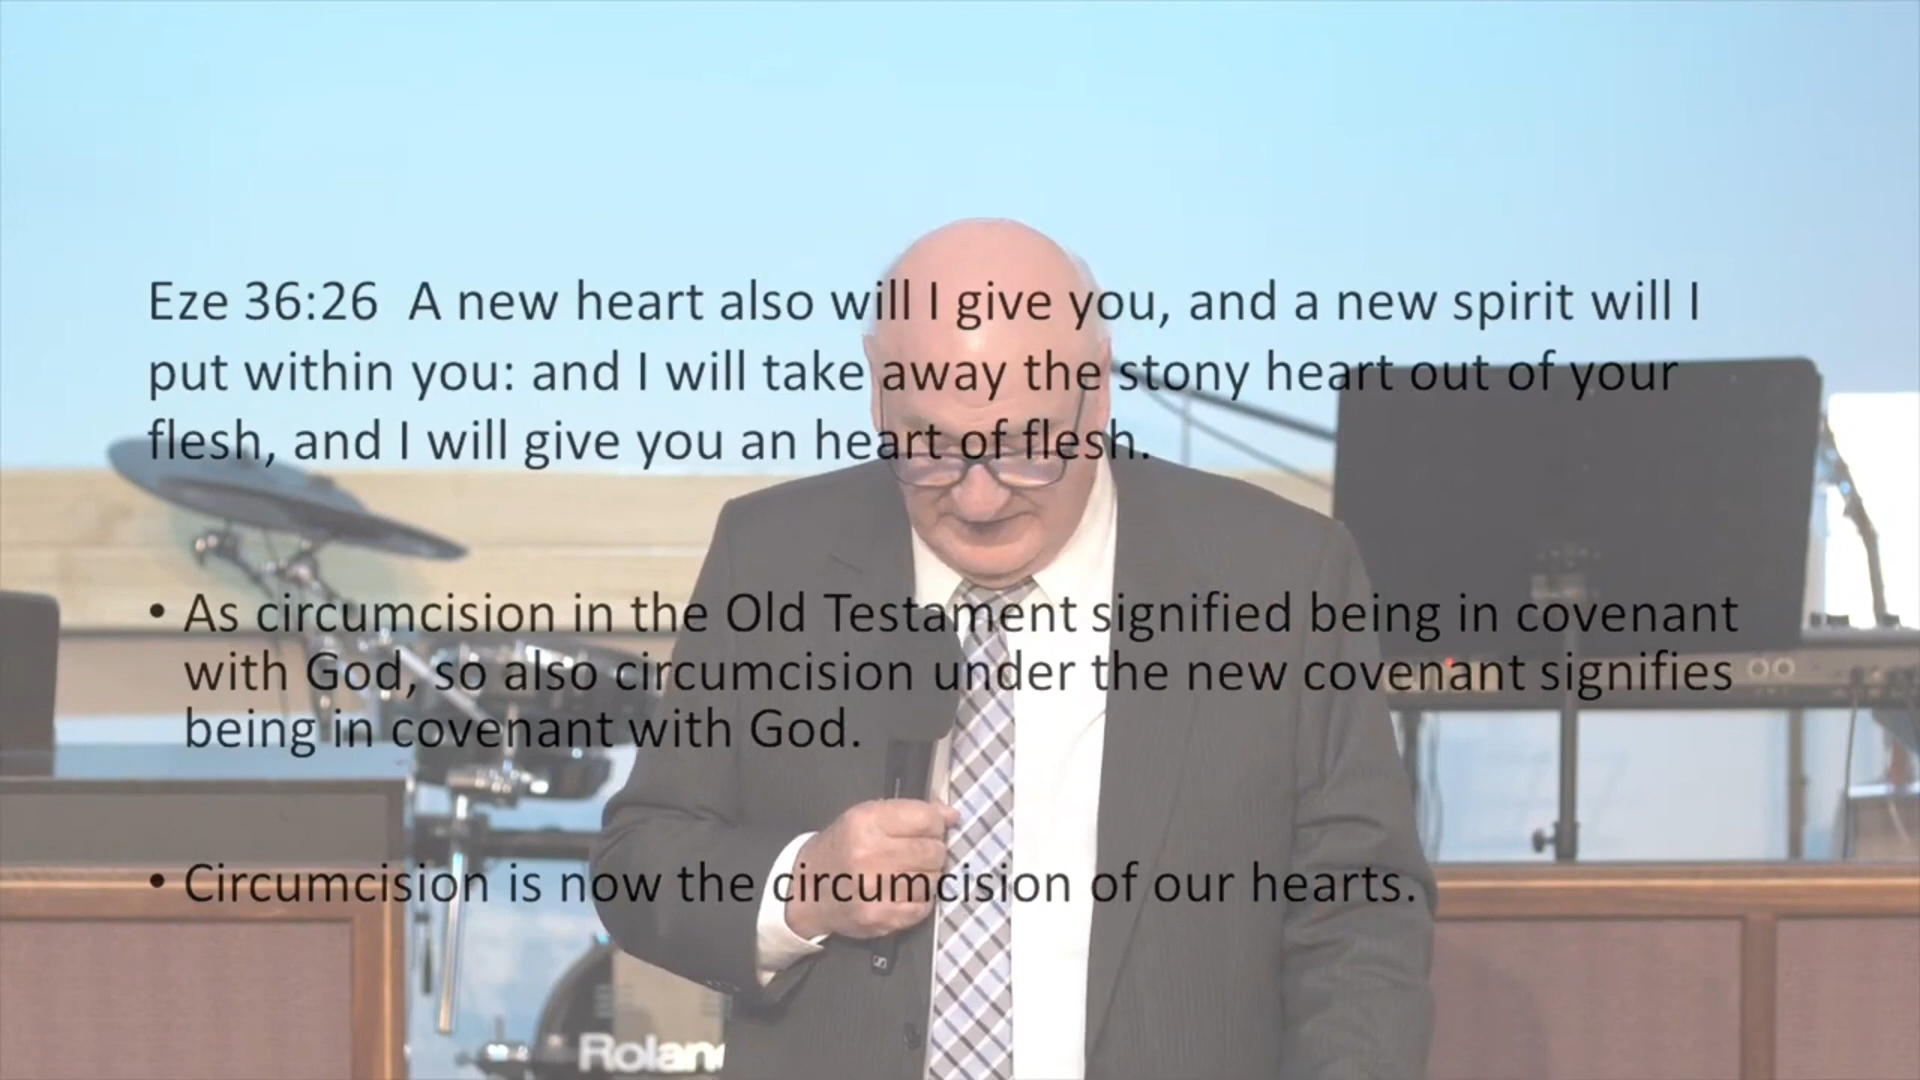 Eze 36:26  A new heart also will I give you, and a new spirit will I
put within you: and I will take away the stony heart out of your
flesh, and I will give you an heart of flesh.
• As circumcision in the Old Testament signified being in covenant
with God, so also circumcision under the new covenant signifies
being in covenant with God.
• Circumcision is now the circumcision of our hearts.